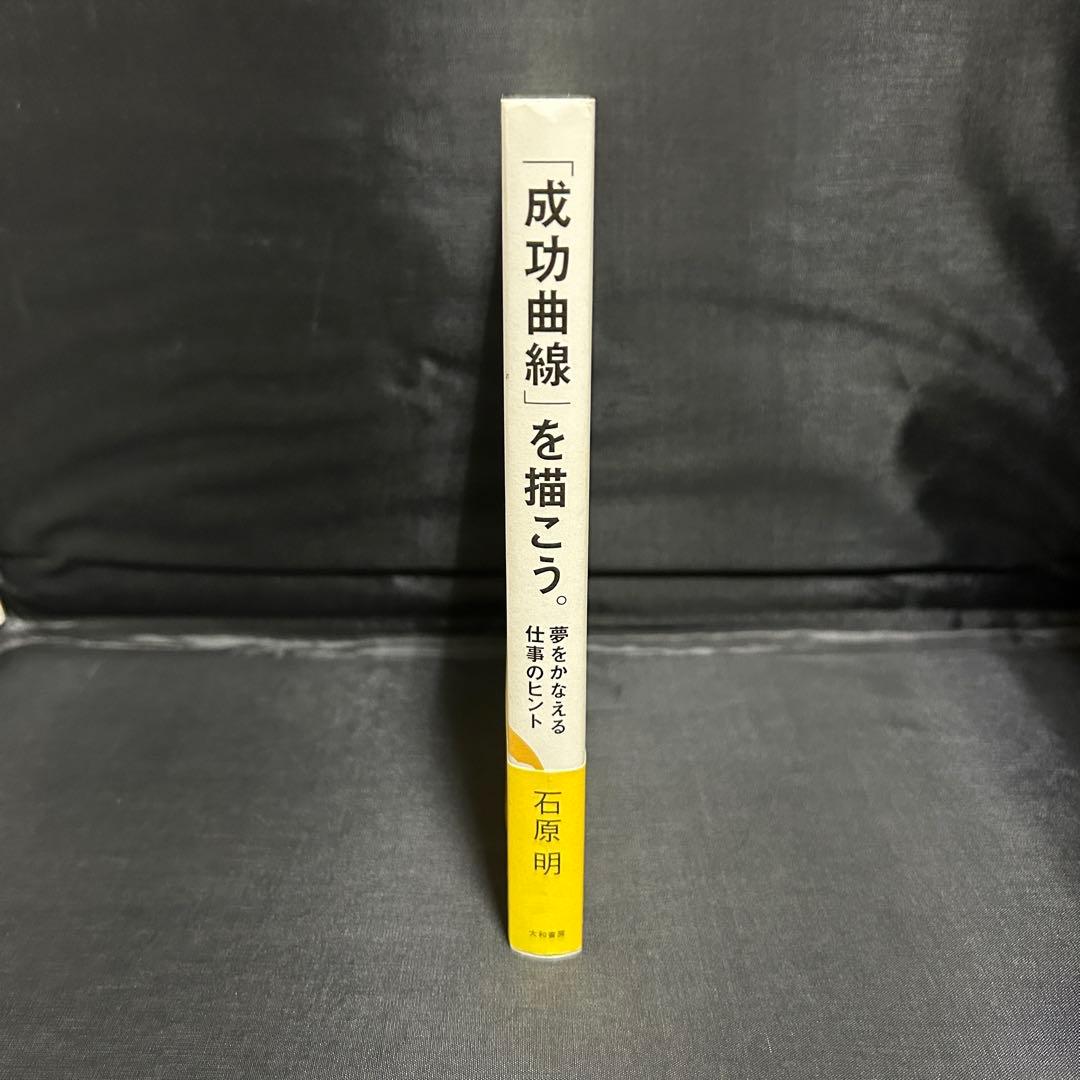 「成功曲線」を描こう。
夢をかなえる
仕事のヒント
石原 明
大和書房